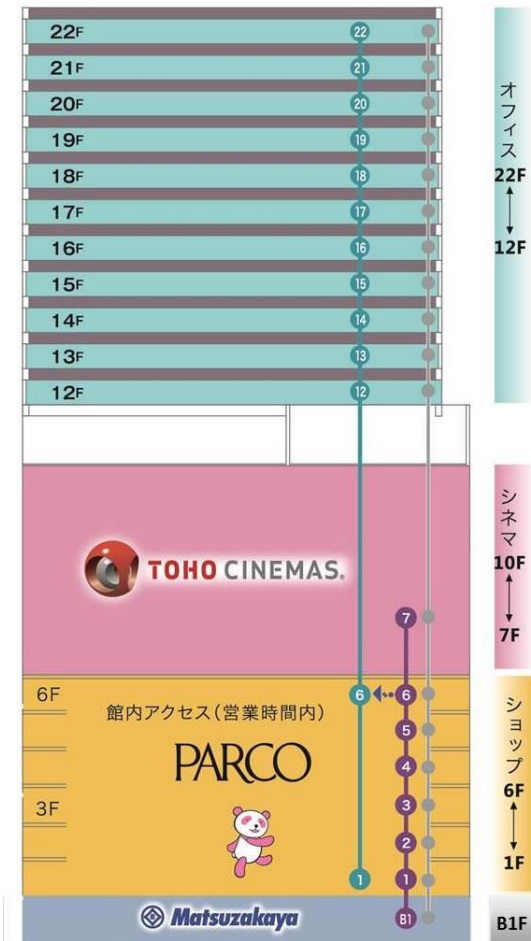 22F 22
21F 21
20F 20
19F 19
18F 18
17F 17
16F 16
15F 15
14F 14
13F 13
12F 12
オフィス
22F
12F
TOHO CINEMAS.
7
シネマ
10F
7F
6F 6 6
館内アクセス(営業時間内)
5
PARCO
4
3F 3
2
1 1
ショップ
6F
1F
Matsuzakaya B1
B1F